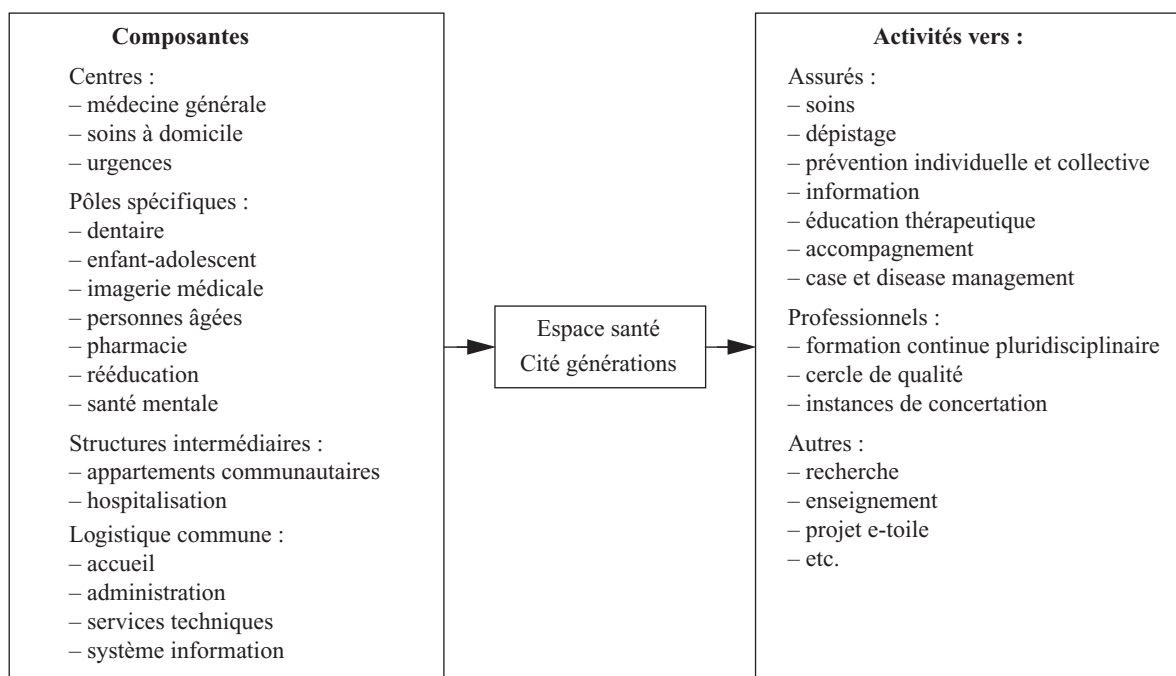 Composantes
Centres :
– médecine générale
– soins à domicile
– urgences
Pôles spécifiques :
– dentaire
– enfant-adolescent
– imagerie médicale
– personnes âgées
– pharmacie
– rééducation
– santé mentale
Structures intermédiaires :
– appartements communautaires
– hospitalisation
Logistique commune :
– accueil
– administration
– services techniques
– système information
Espace santé
Cité générations
Activités vers :
Assurés :
– soins
– dépistage
– prévention individuelle et collective
– information
– éducation thérapeutique
– accompagnement
– case et disease management
Professionnels :
– formation continue pluridisciplinaire
– cercle de qualité
– instances de concertation
Autres :
– recherche
– enseignement
– projet e-toile
– etc.